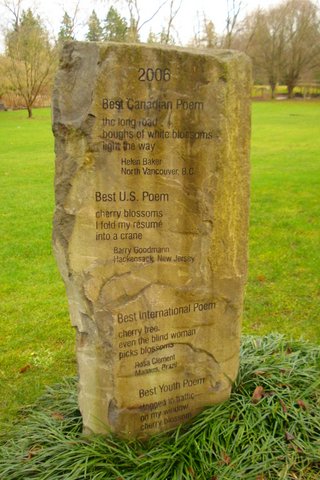 2006
Best Canadian Poem
the long road
boughs of white blossoms
light the way
Helen Baker
North Vancouver, B.C.
Best U.S. Poem
cherry blossoms
I fold my résumé
into a crane
Barry Goodmann
Hackensack, New Jersey
Best International Poem
cherry tree,
even the blind woman
picks blossoms
Rosa Clement
Manaus, Brazil
Best Youth Poem
stopped in traffic
on my window
cherry blossom